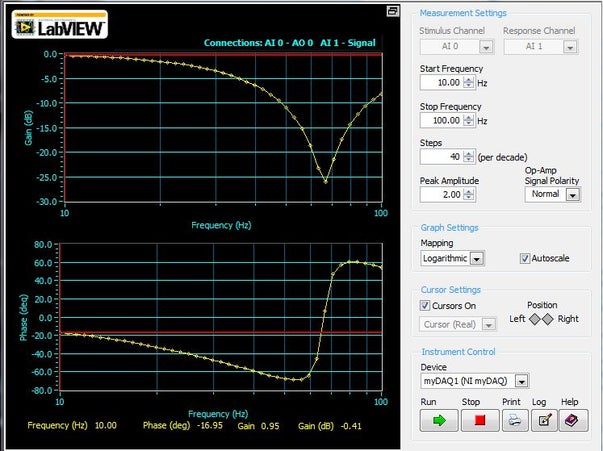 LabVIEW
Connections: AI 0 - AO 0 AI 1 - Signal
0.0
-5.0
-10.0
-15.0
-20.0
-25.0
-30.0
Gain (dB)
10
100
Frequency (Hz)
80.0
60.0
40.0
20.0
0.0
-20.0
-40.0
-60.0
-80.0
Phase (deg)
10
100
Frequency (Hz)
Frequency (Hz) 10.00 Phase (deg) -16.95 Gain 0.95 Gain (dB) -0.41
Measurement Settings
Stimulus Channel Response Channel
AI 0 AI 1
Start Frequency
10.00 Hz
Stop Frequency
100.00 Hz
Steps
40 (per decade)
Peak Amplitude
2.00
Op-Amp
Signal Polarity
Normal
Graph Settings
Mapping
Logarithmic Autoscale
Cursor Settings
Cursors On Position
Cursor (Real) Left Right
Instrument Control
Device
myDAQ1 (NI myDAQ)
Run Stop Print Log Help